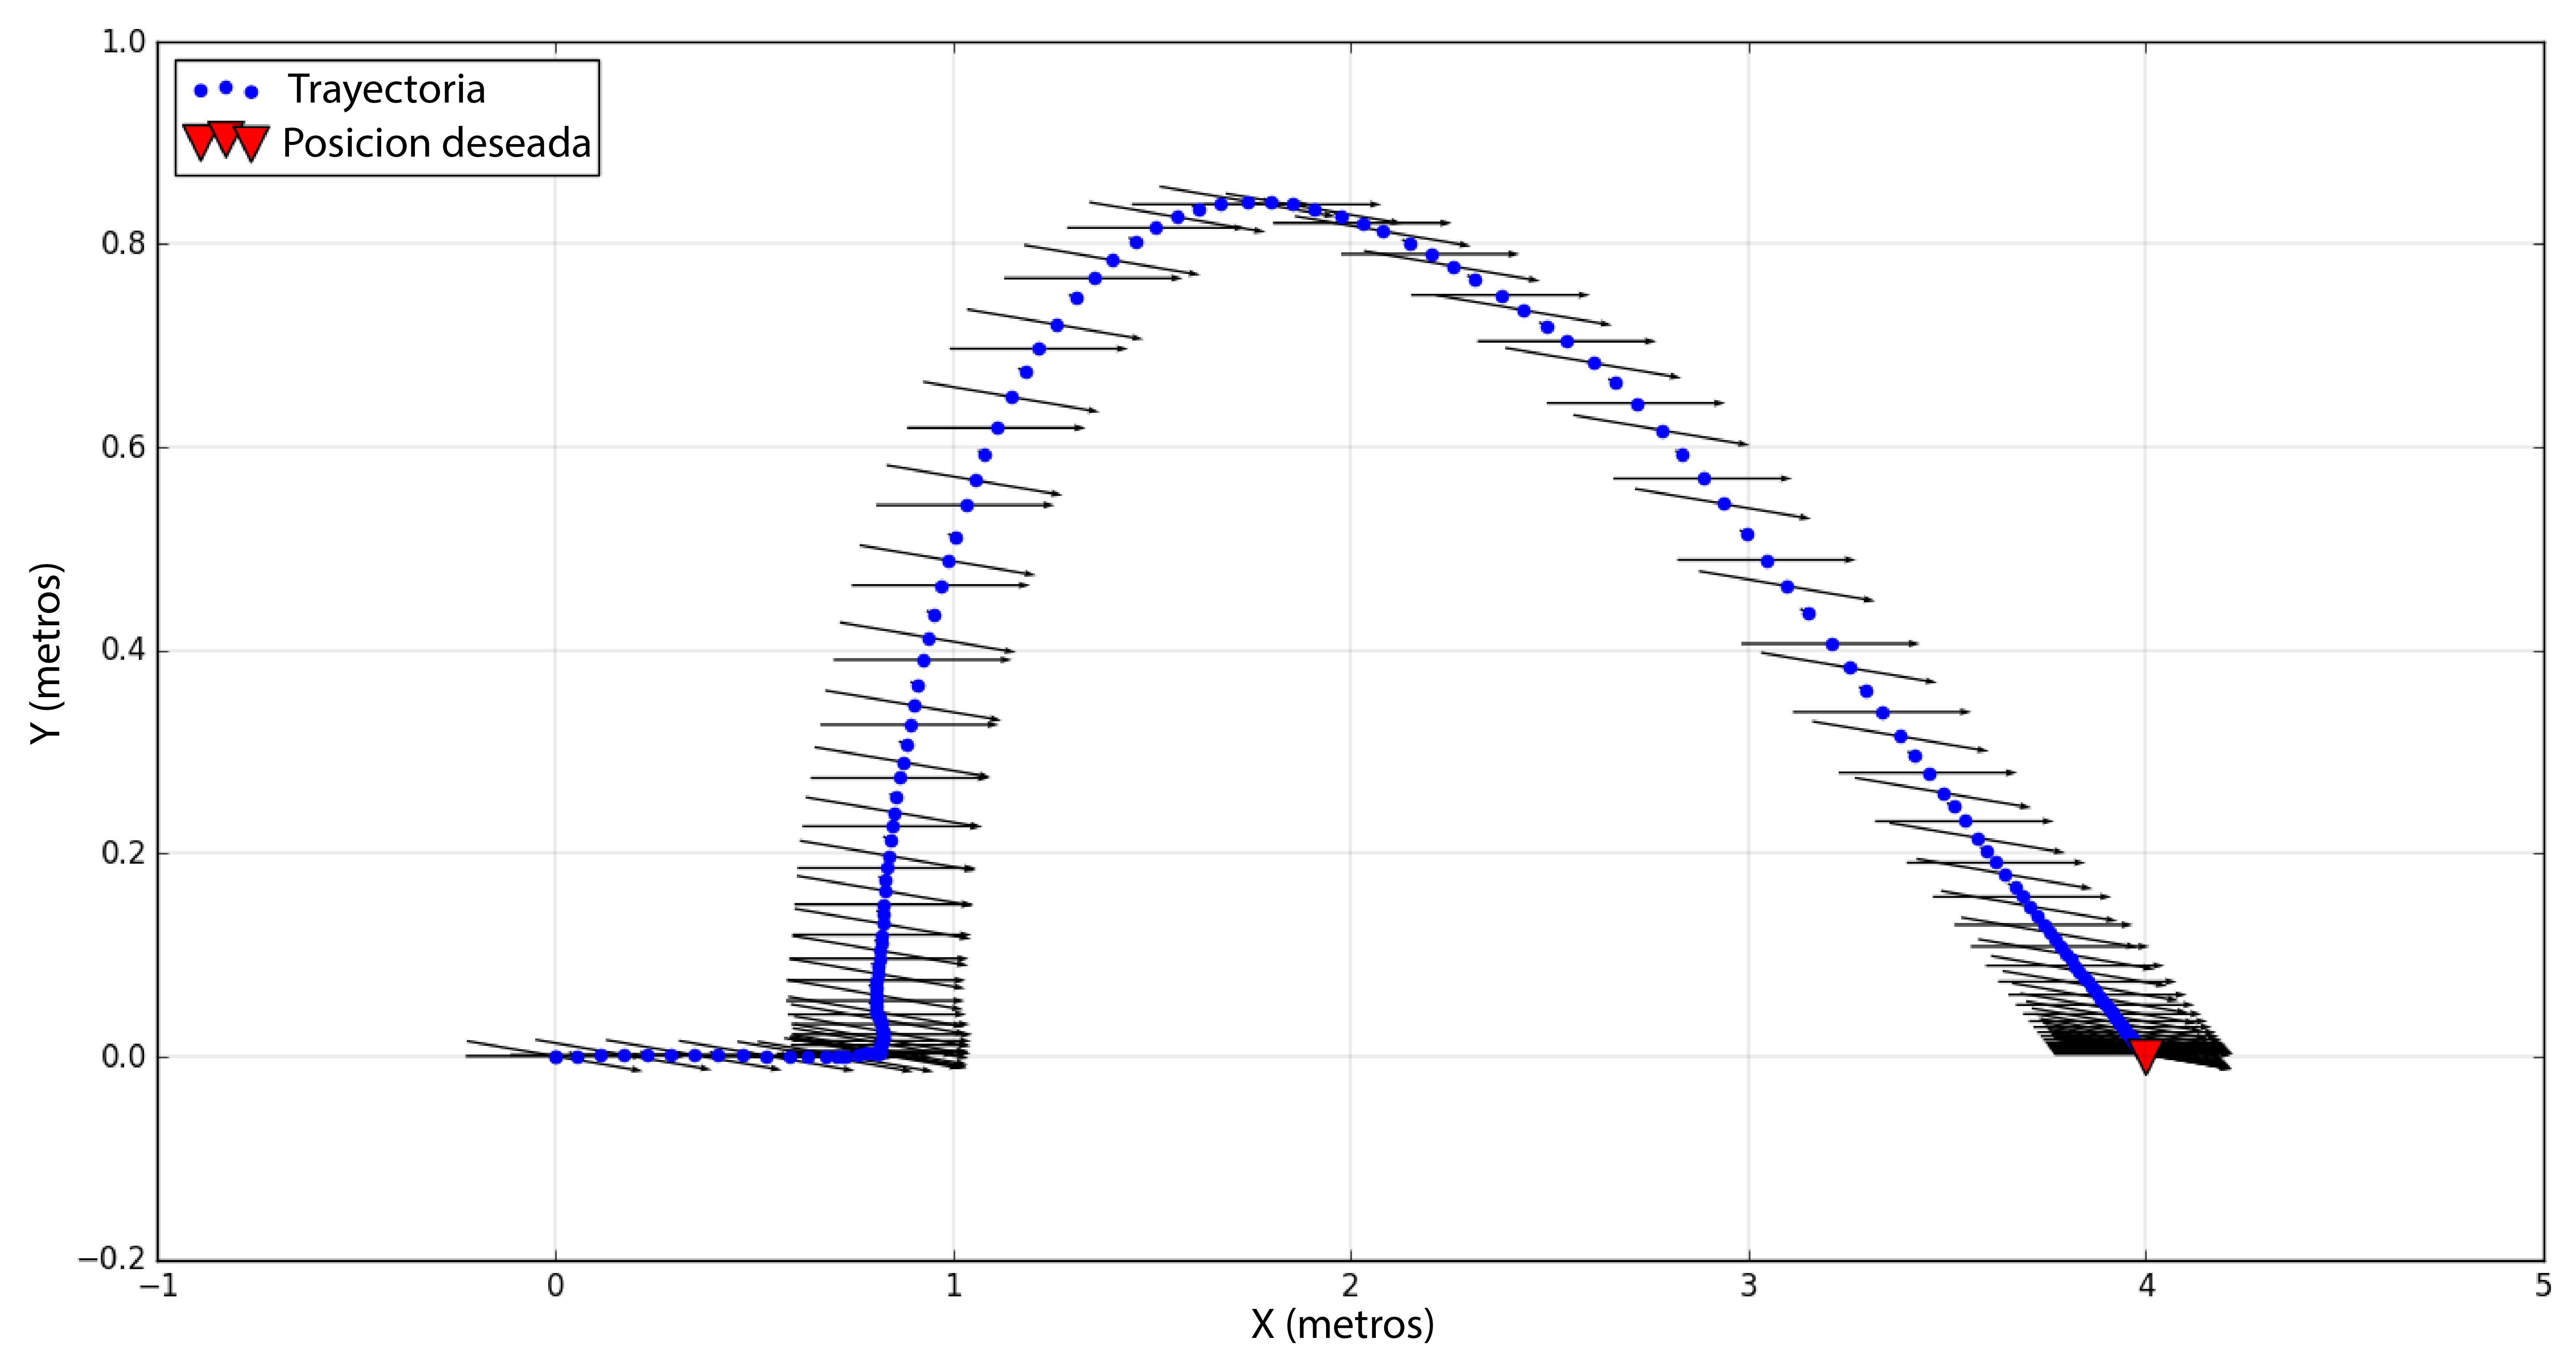 1.0
Trayectoria
Posicion deseada
0.8
0.6
Y (metros)
0.4
0.2
0.0
−0.2
−1 0 1 2 3 4 5
X (metros)